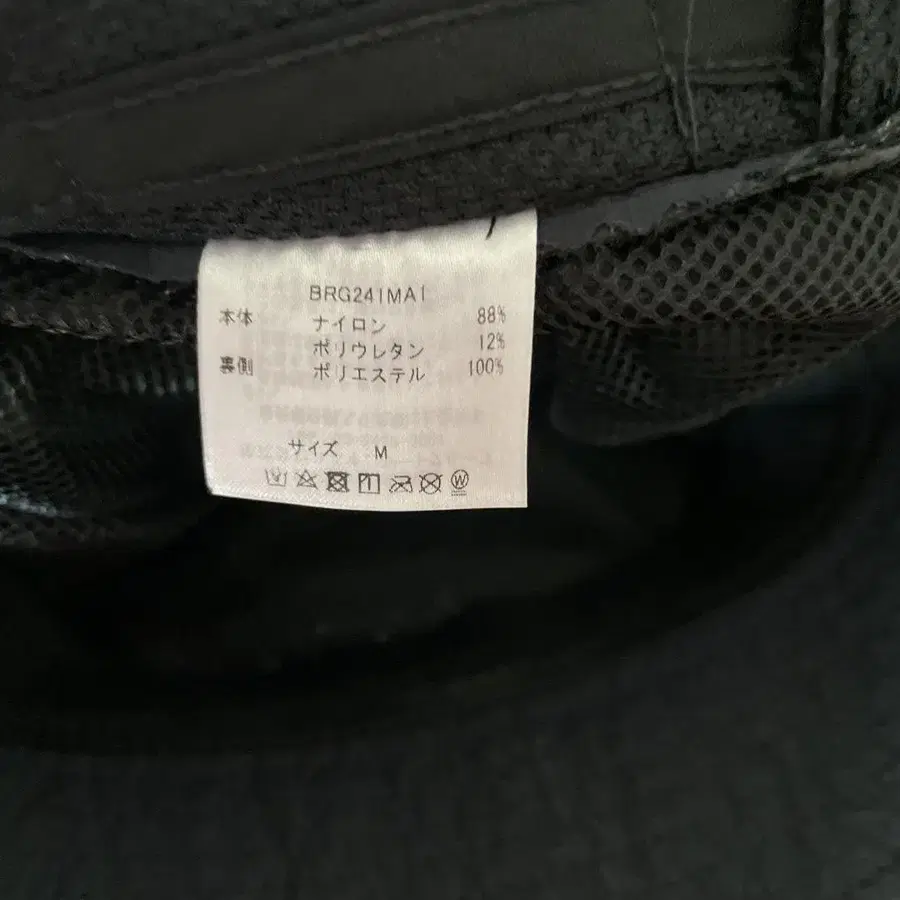 BRG241MA1
本体 ナイロン 88%
ポリウレタン 12%
裏側 ポリエステル 100%
サイズ M
W